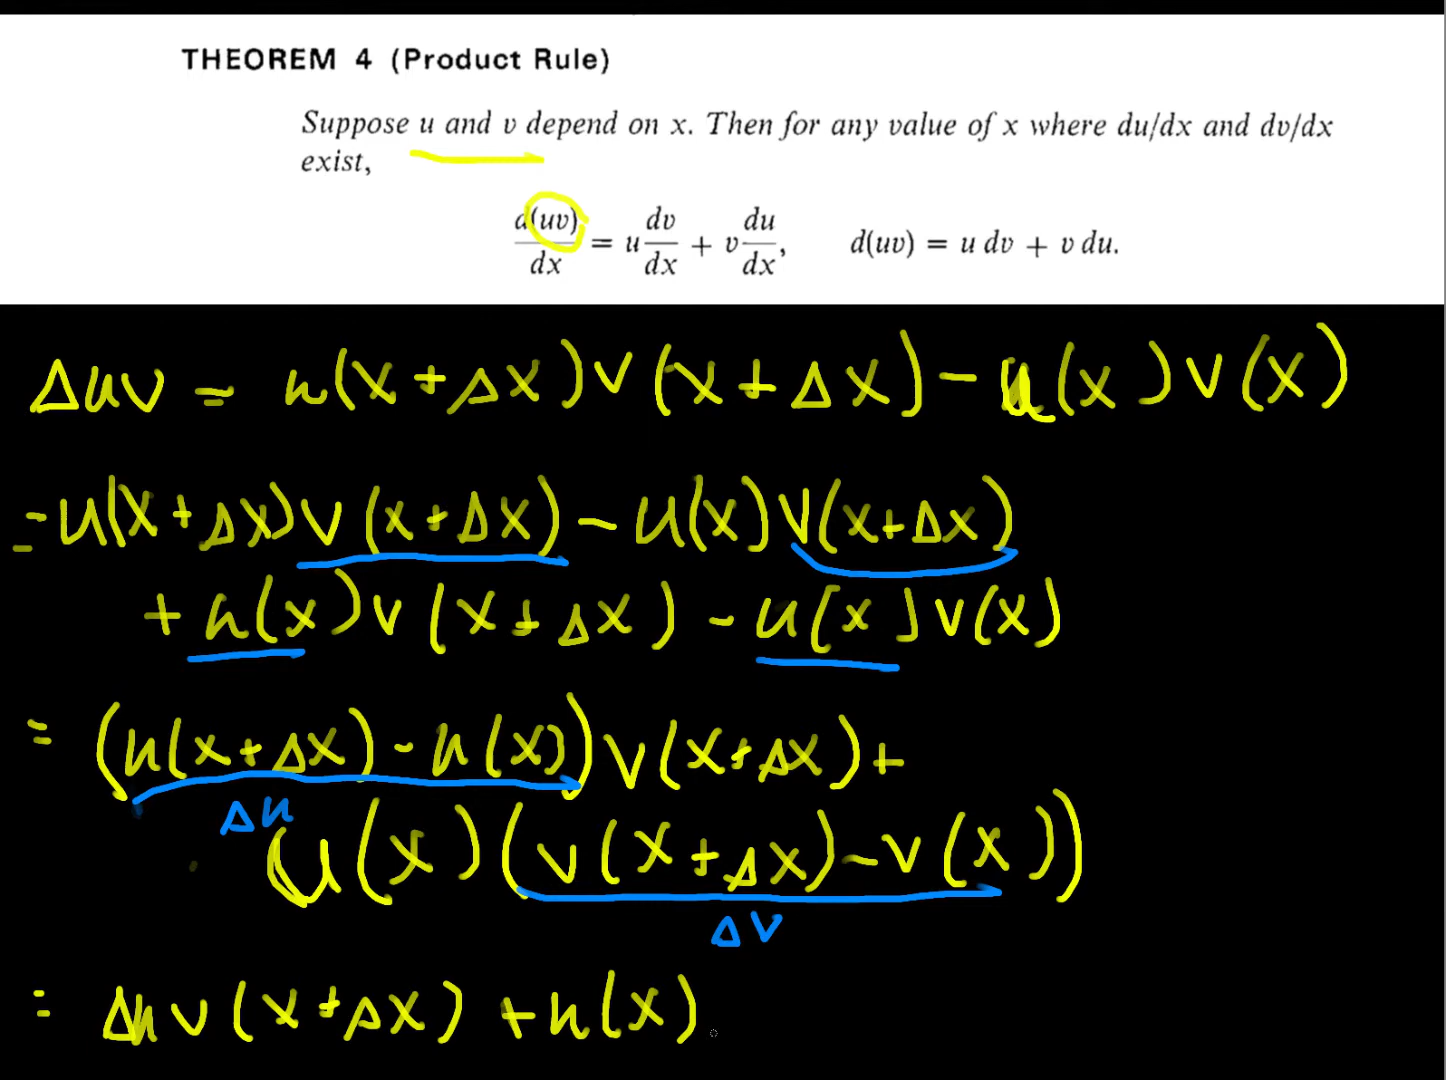 THEOREM 4 (Product Rule)
Suppose u and v depend on x. Then for any value of x where du/dx and dv/dx
exist,
d(uv)/dx = u dv/dx + v du/dx, d(uv) = u dv + v du.
Δuv = u(x+Δx)v(x+Δx) - u(x)v(x)
= u(x+Δx)v(x+Δx) - u(x)v(x+Δx)
+ u(x)v(x+Δx) - u(x)v(x)
= (u(x+Δx) - u(x))v(x+Δx) +
Δu
u(x)(v(x+Δx) - v(x))
Δv
= Δu v(x+Δx) + u(x)